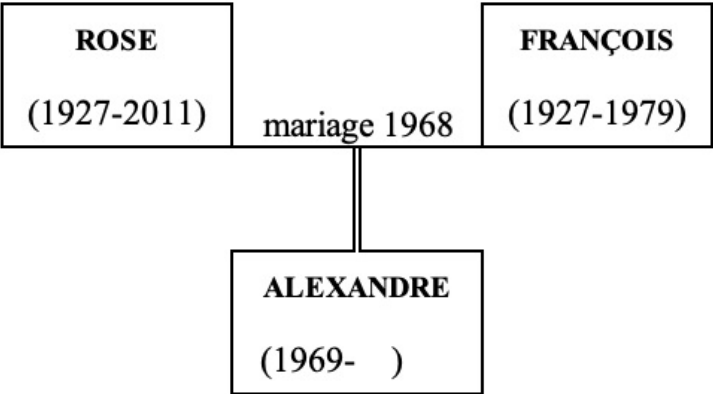 ROSE
(1927-2011)
mariage 1968
FRANÇOIS
(1927-1979)
ALEXANDRE
(1969-    )